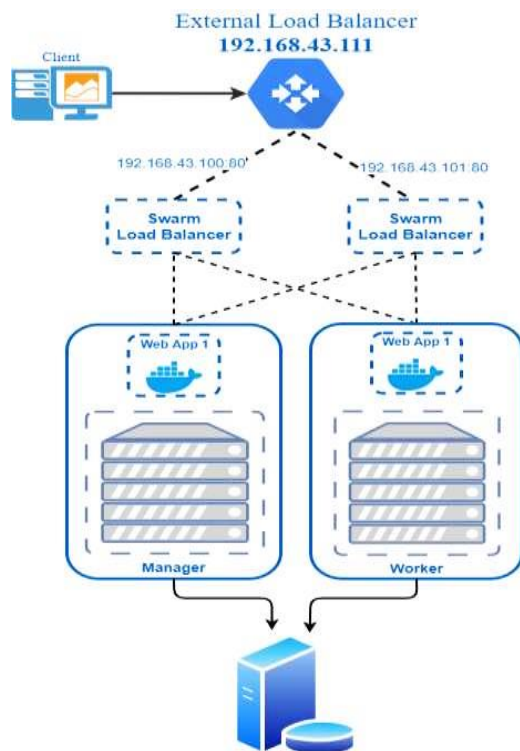 External Load Balancer
192.168.43.111
Client
192.168.43.100:80
192.168.43.101:80
Swarm
Load Balancer
Swarm
Load Balancer
Web App 1
Web App 1
Manager
Worker